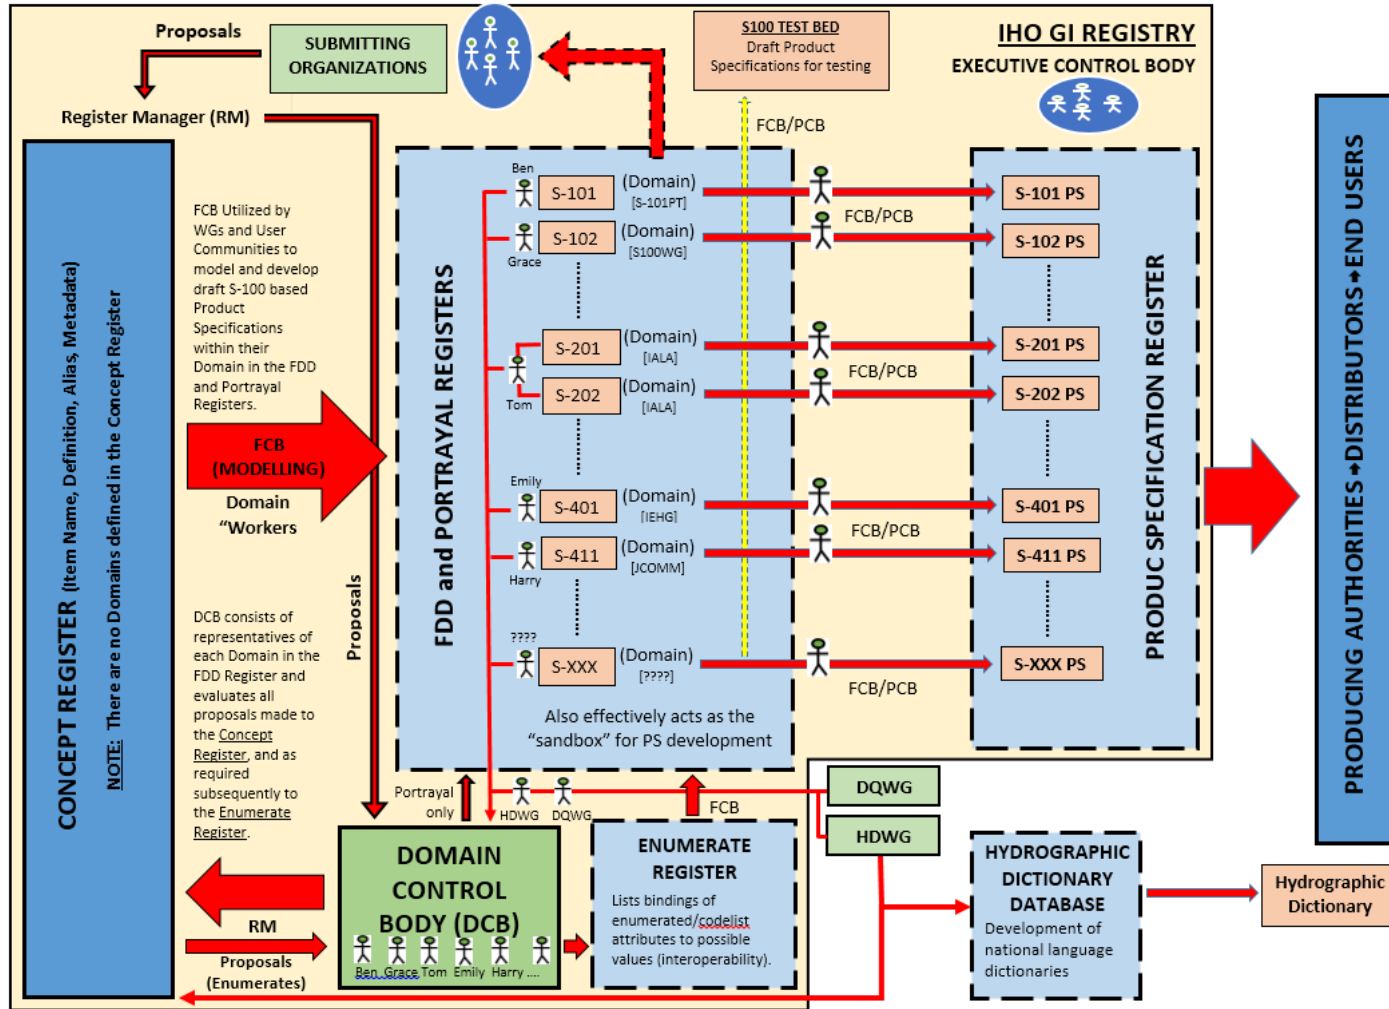 Proposals
SUBMITTING
ORGANIZATIONS
Register Manager (RM)
S100 TEST BED
Draft Product
Specifications for testing
IHO GI REGISTRY
EXECUTIVE CONTROL BODY
FCB/PCB
CONCEPT REGISTER (Item Name, Definition, Alias, Metadata)
NOTE: There are no Domains defined in the Concept Register
FCB Utilized by
WGs and User
Communities to
model and develop
draft S-100 based
Product
Specifications
within their
Domain in the FDD
and Portrayal
Registers.
FCB
(MODELLING)
Domain
"Workers
Proposals
DCB consists of
representatives of
each Domain in the
FDD Register and
evaluates all
proposals made to
the Concept
Register, and as
required
subsequently to
the Enumerate
Register.
RM
Proposals
(Enumerates)
FDD and PORTRAYAL REGISTERS
Ben
S-101
(Domain)
[S-101PT]
S-102
(Domain)
[S100WG]
Grace
S-201
(Domain)
[IALA]
S-202
(Domain)
[IALA]
Tom
Emily
S-401
(Domain)
[IEHG]
S-411
(Domain)
[JCOMM]
Harry
????
S-XXX
(Domain)
[????]
Also effectively acts as the
"sandbox" for PS development
FCB/PCB
FCB/PCB
FCB/PCB
FCB/PCB
PRODUC SPECIFICATION REGISTER
S-101 PS
S-102 PS
S-201 PS
S-202 PS
S-401 PS
S-411 PS
S-XXX PS
PRODUCING AUTHORITIES DISTRIBUTORS END USERS
Portrayal
only
HDWG
DQWG
FCB
DQWG
HDWG
DOMAIN
CONTROL
BODY (DCB)
Ben Grace Tom Emily Harry ....
ENUMERATE
REGISTER
Lists bindings of
enumerated/codelist
attributes to possible
values (interoperability).
HYDROGRAPHIC
DICTIONARY
DATABASE
Development of
national language
dictionaries
Hydrographic
Dictionary